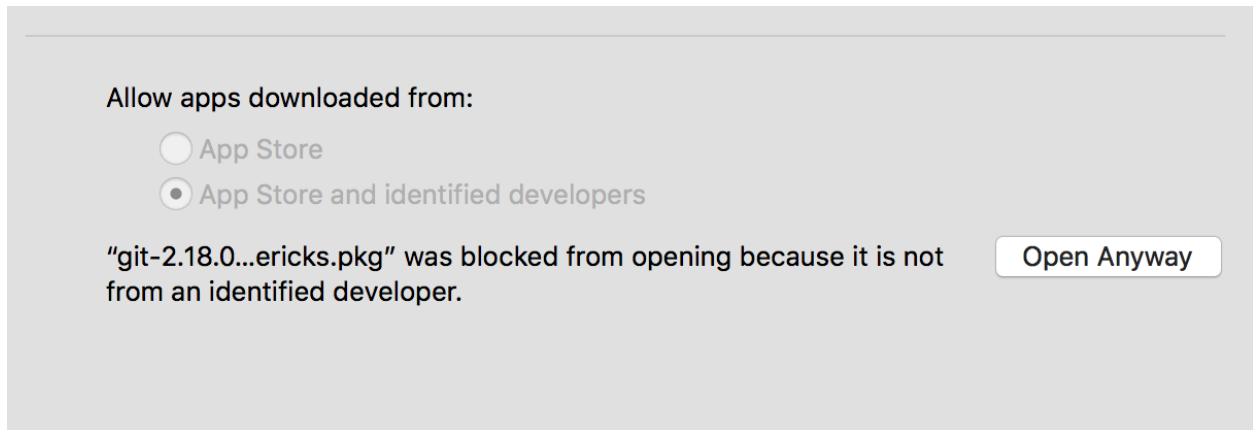 Allow apps downloaded from:
App Store
App Store and identified developers
“git-2.18.0...ericks.pkg” was blocked from opening because it is not
from an identified developer.
Open Anyway